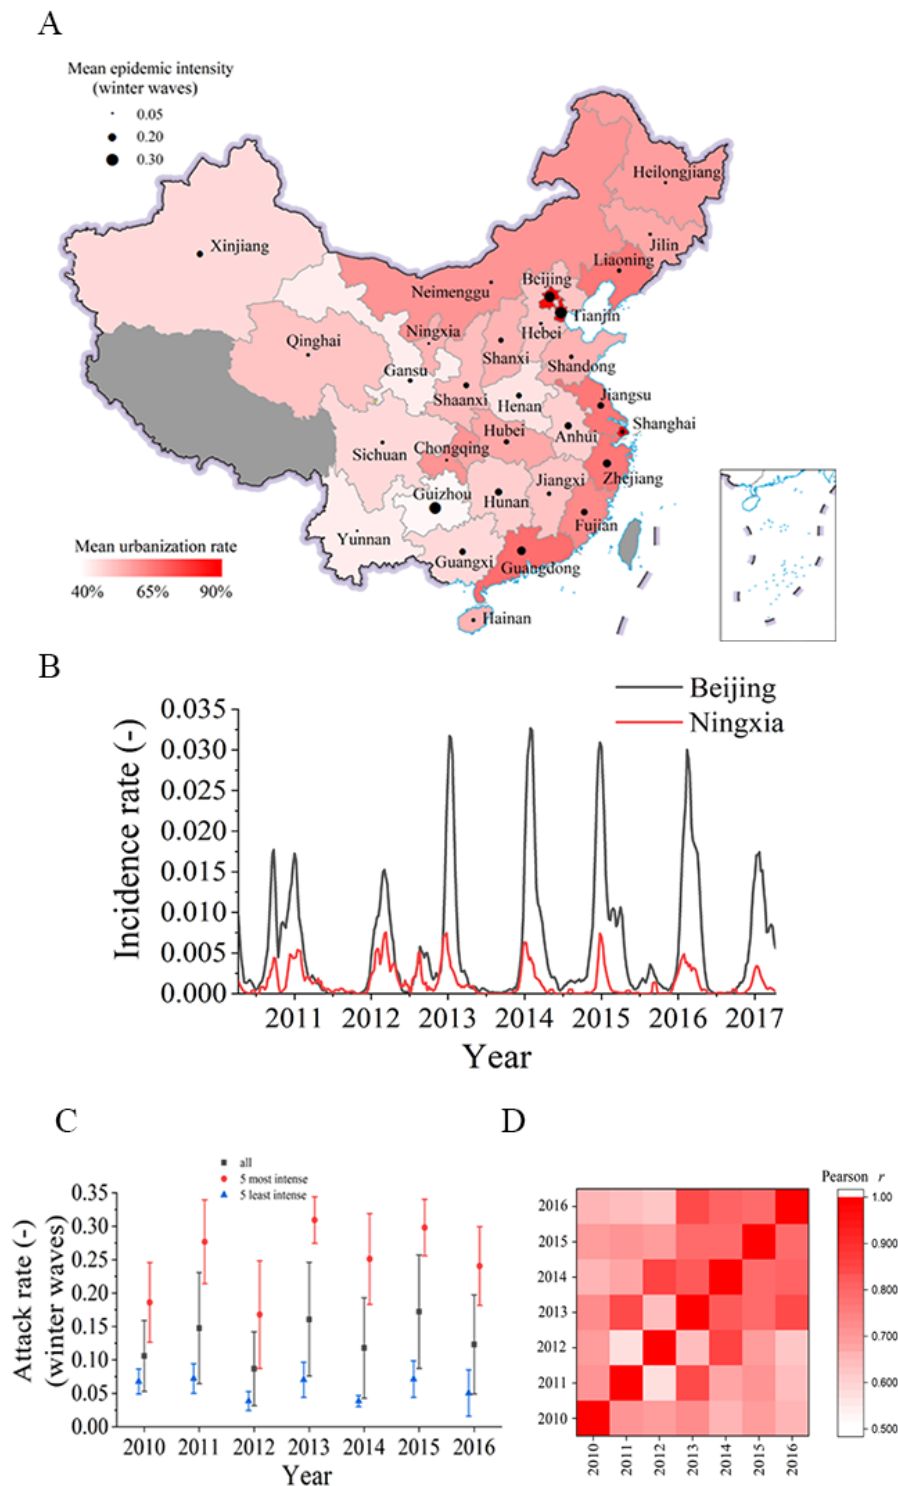 A
Mean epidemic intensity
(winter waves)
0.05
0.20
0.30
Heilongjiang
Jilin
Xinjiang
Liaoning
Beijing
Neimenggu
Tianjin
Ningxia
Hebei
Qinghai
Shanxi
Gansu
Shandong
Shaanxi
Jiangsu
Henan
Shanghai
Hubei
Anhui
Sichuan
Chongqing
Zhejiang
Jiangxi
Guizhou
Hunan
Fujian
Yunnan
Guangxi
Guangdong
Hainan
Mean urbanization rate
40% 65% 90%
B
Beijing
Ningxia
Incidence rate (-)
0.035
0.030
0.025
0.020
0.015
0.010
0.005
0.000
2011 2012 2013 2014 2015 2016 2017
Year
C
all
5 most intense
5 least intense
Attack rate (-)
(winter waves)
0.35
0.30
0.25
0.20
0.15
0.10
0.05
0.00
2010 2011 2012 2013 2014 2015 2016
Year
D
Pearson r
2016
2015
2014
2013
2012
2011
2010
2010 2011 2012 2013 2014 2015 2016
1.00
0.900
0.800
0.700
0.600
0.500